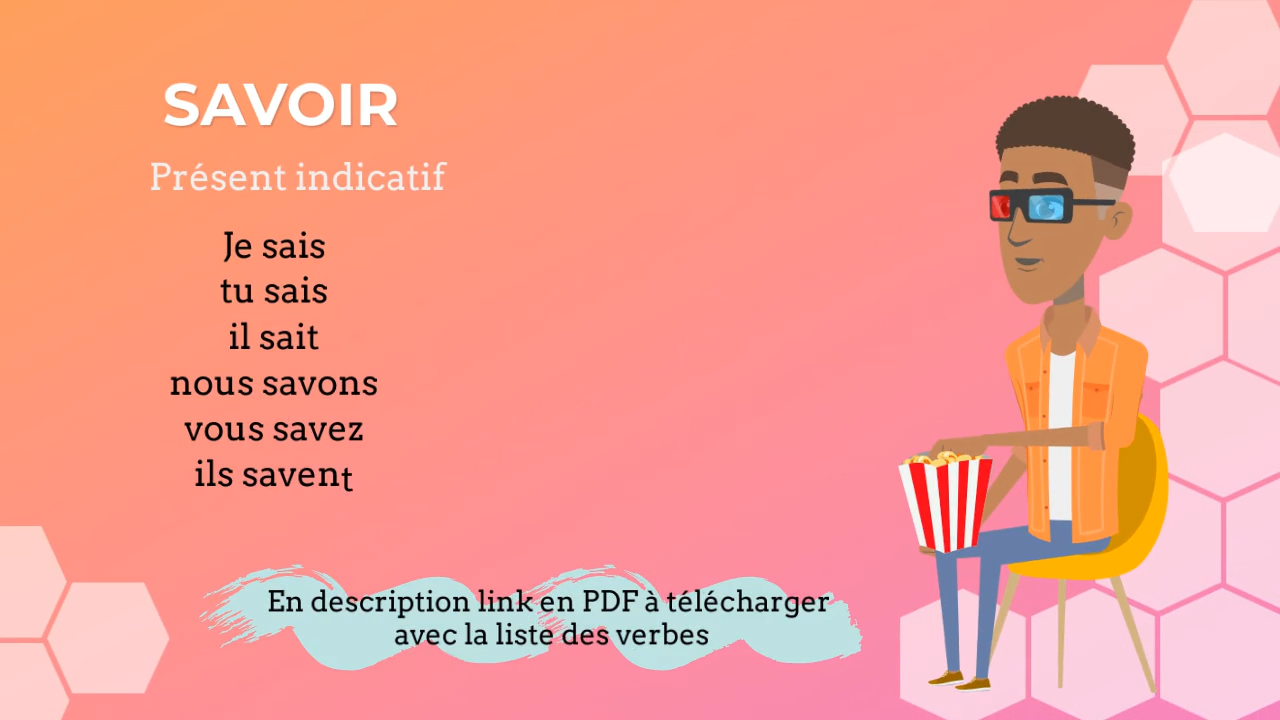 SAVOIR
Présent indicatif
Je sais
tu sais
il sait
nous savons
vous savez
ils savent
En description link en PDF à télécharger
avec la liste des verbes